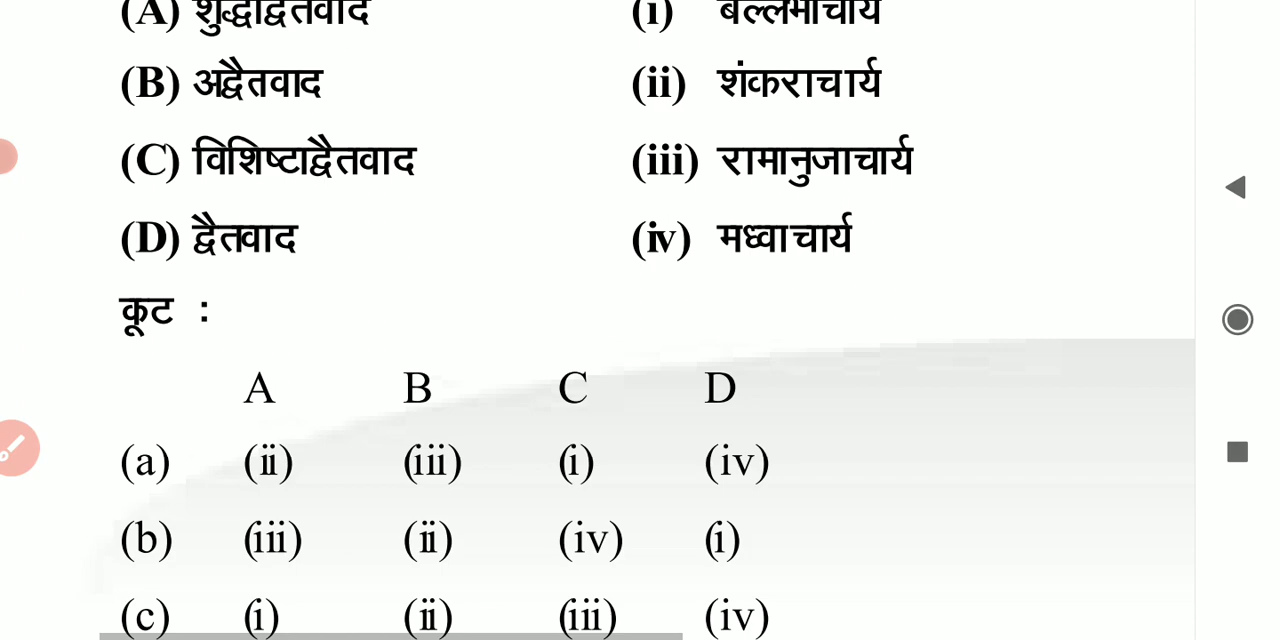 (A) शुद्धाद्वैतवाद (i) बल्लभाचार्य
(B) अद्वैतवाद (ii) शंकराचार्य
(C) विशिष्टाद्वैतवाद (iii) रामानुजाचार्य
(D) द्वैतवाद (iv) मध्वाचार्य
कूट :
A B C D
(a) (ii) (iii) (i) (iv)
(b) (iii) (ii) (iv) (i)
(c) (i) (ii) (iii) (iv)